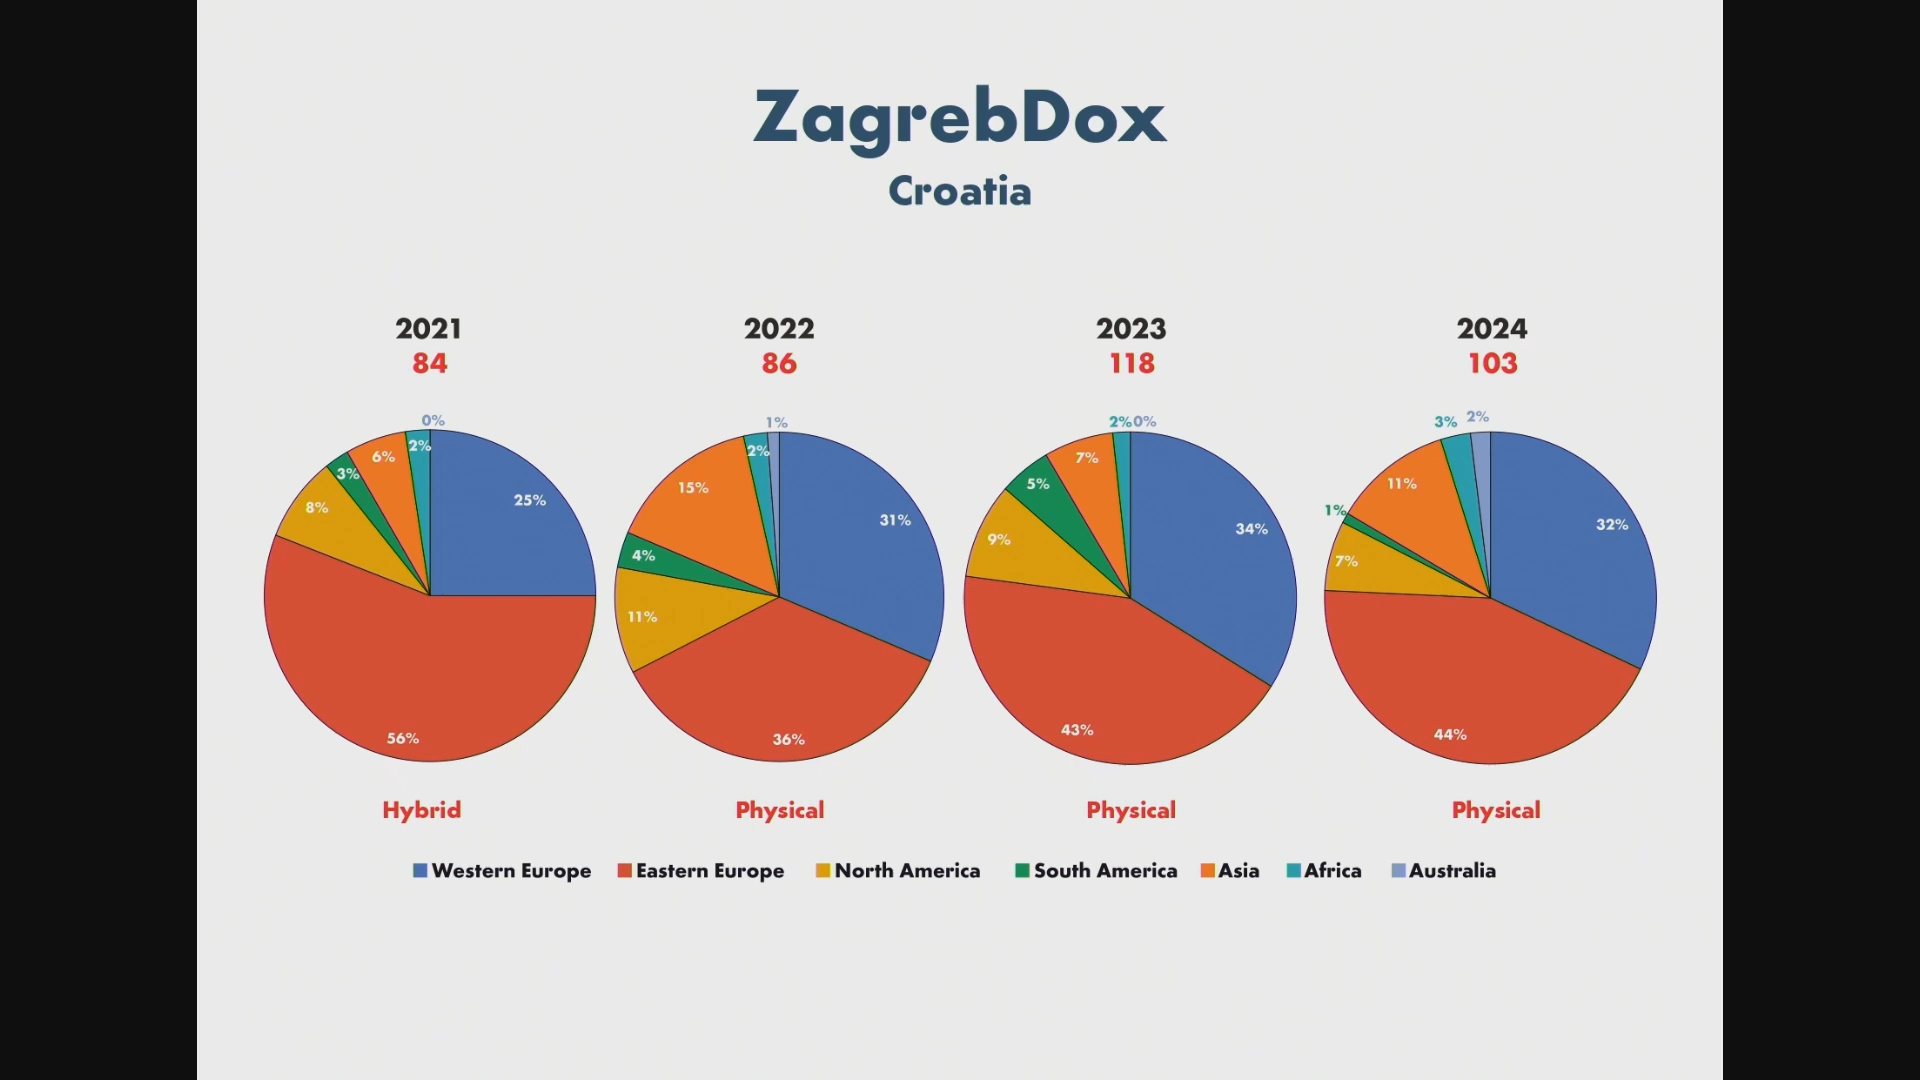 ZagrebDox
Croatia
2021 2022 2023 2024
84 86 118 103
0% 1% 2% 0% 3% 2%
2% 2%
6% 7%
3% 15% 5% 11%
8% 25% 1%
31% 34% 32%
4% 9% 7%
11%
56% 36% 43% 44%
Hybrid Physical Physical Physical
Western Europe Eastern Europe North America South America Asia Africa Australia